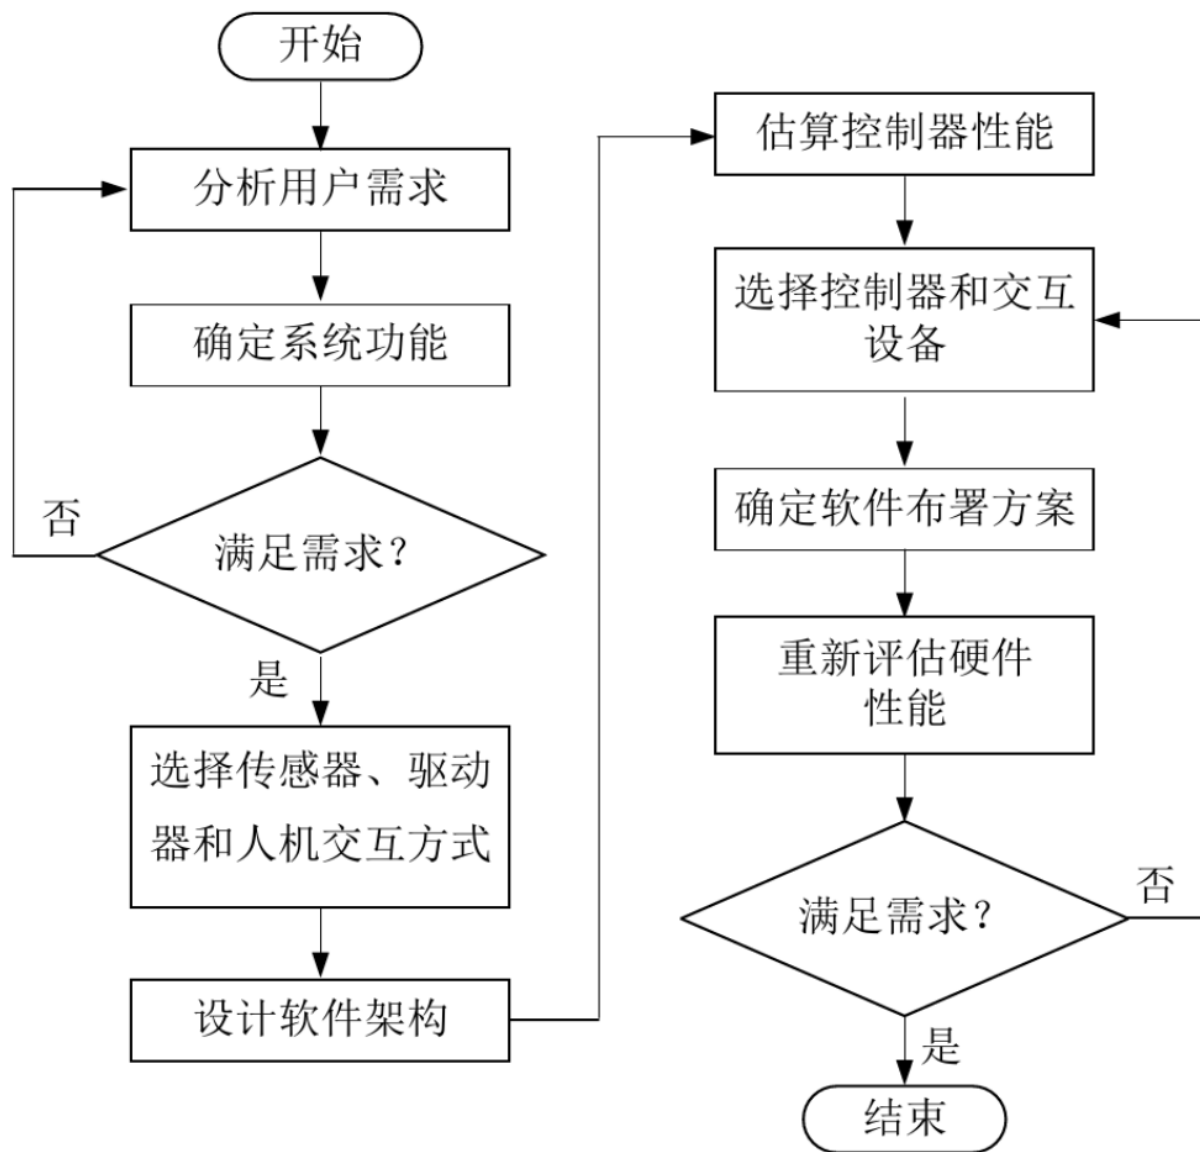 开始
分析用户需求
确定系统功能
否
满足需求？
是
选择传感器、驱动
器和人机交互方式
设计软件架构
估算控制器性能
选择控制器和交互
设备
确定软件布署方案
重新评估硬件
性能
否
满足需求？
是
结束